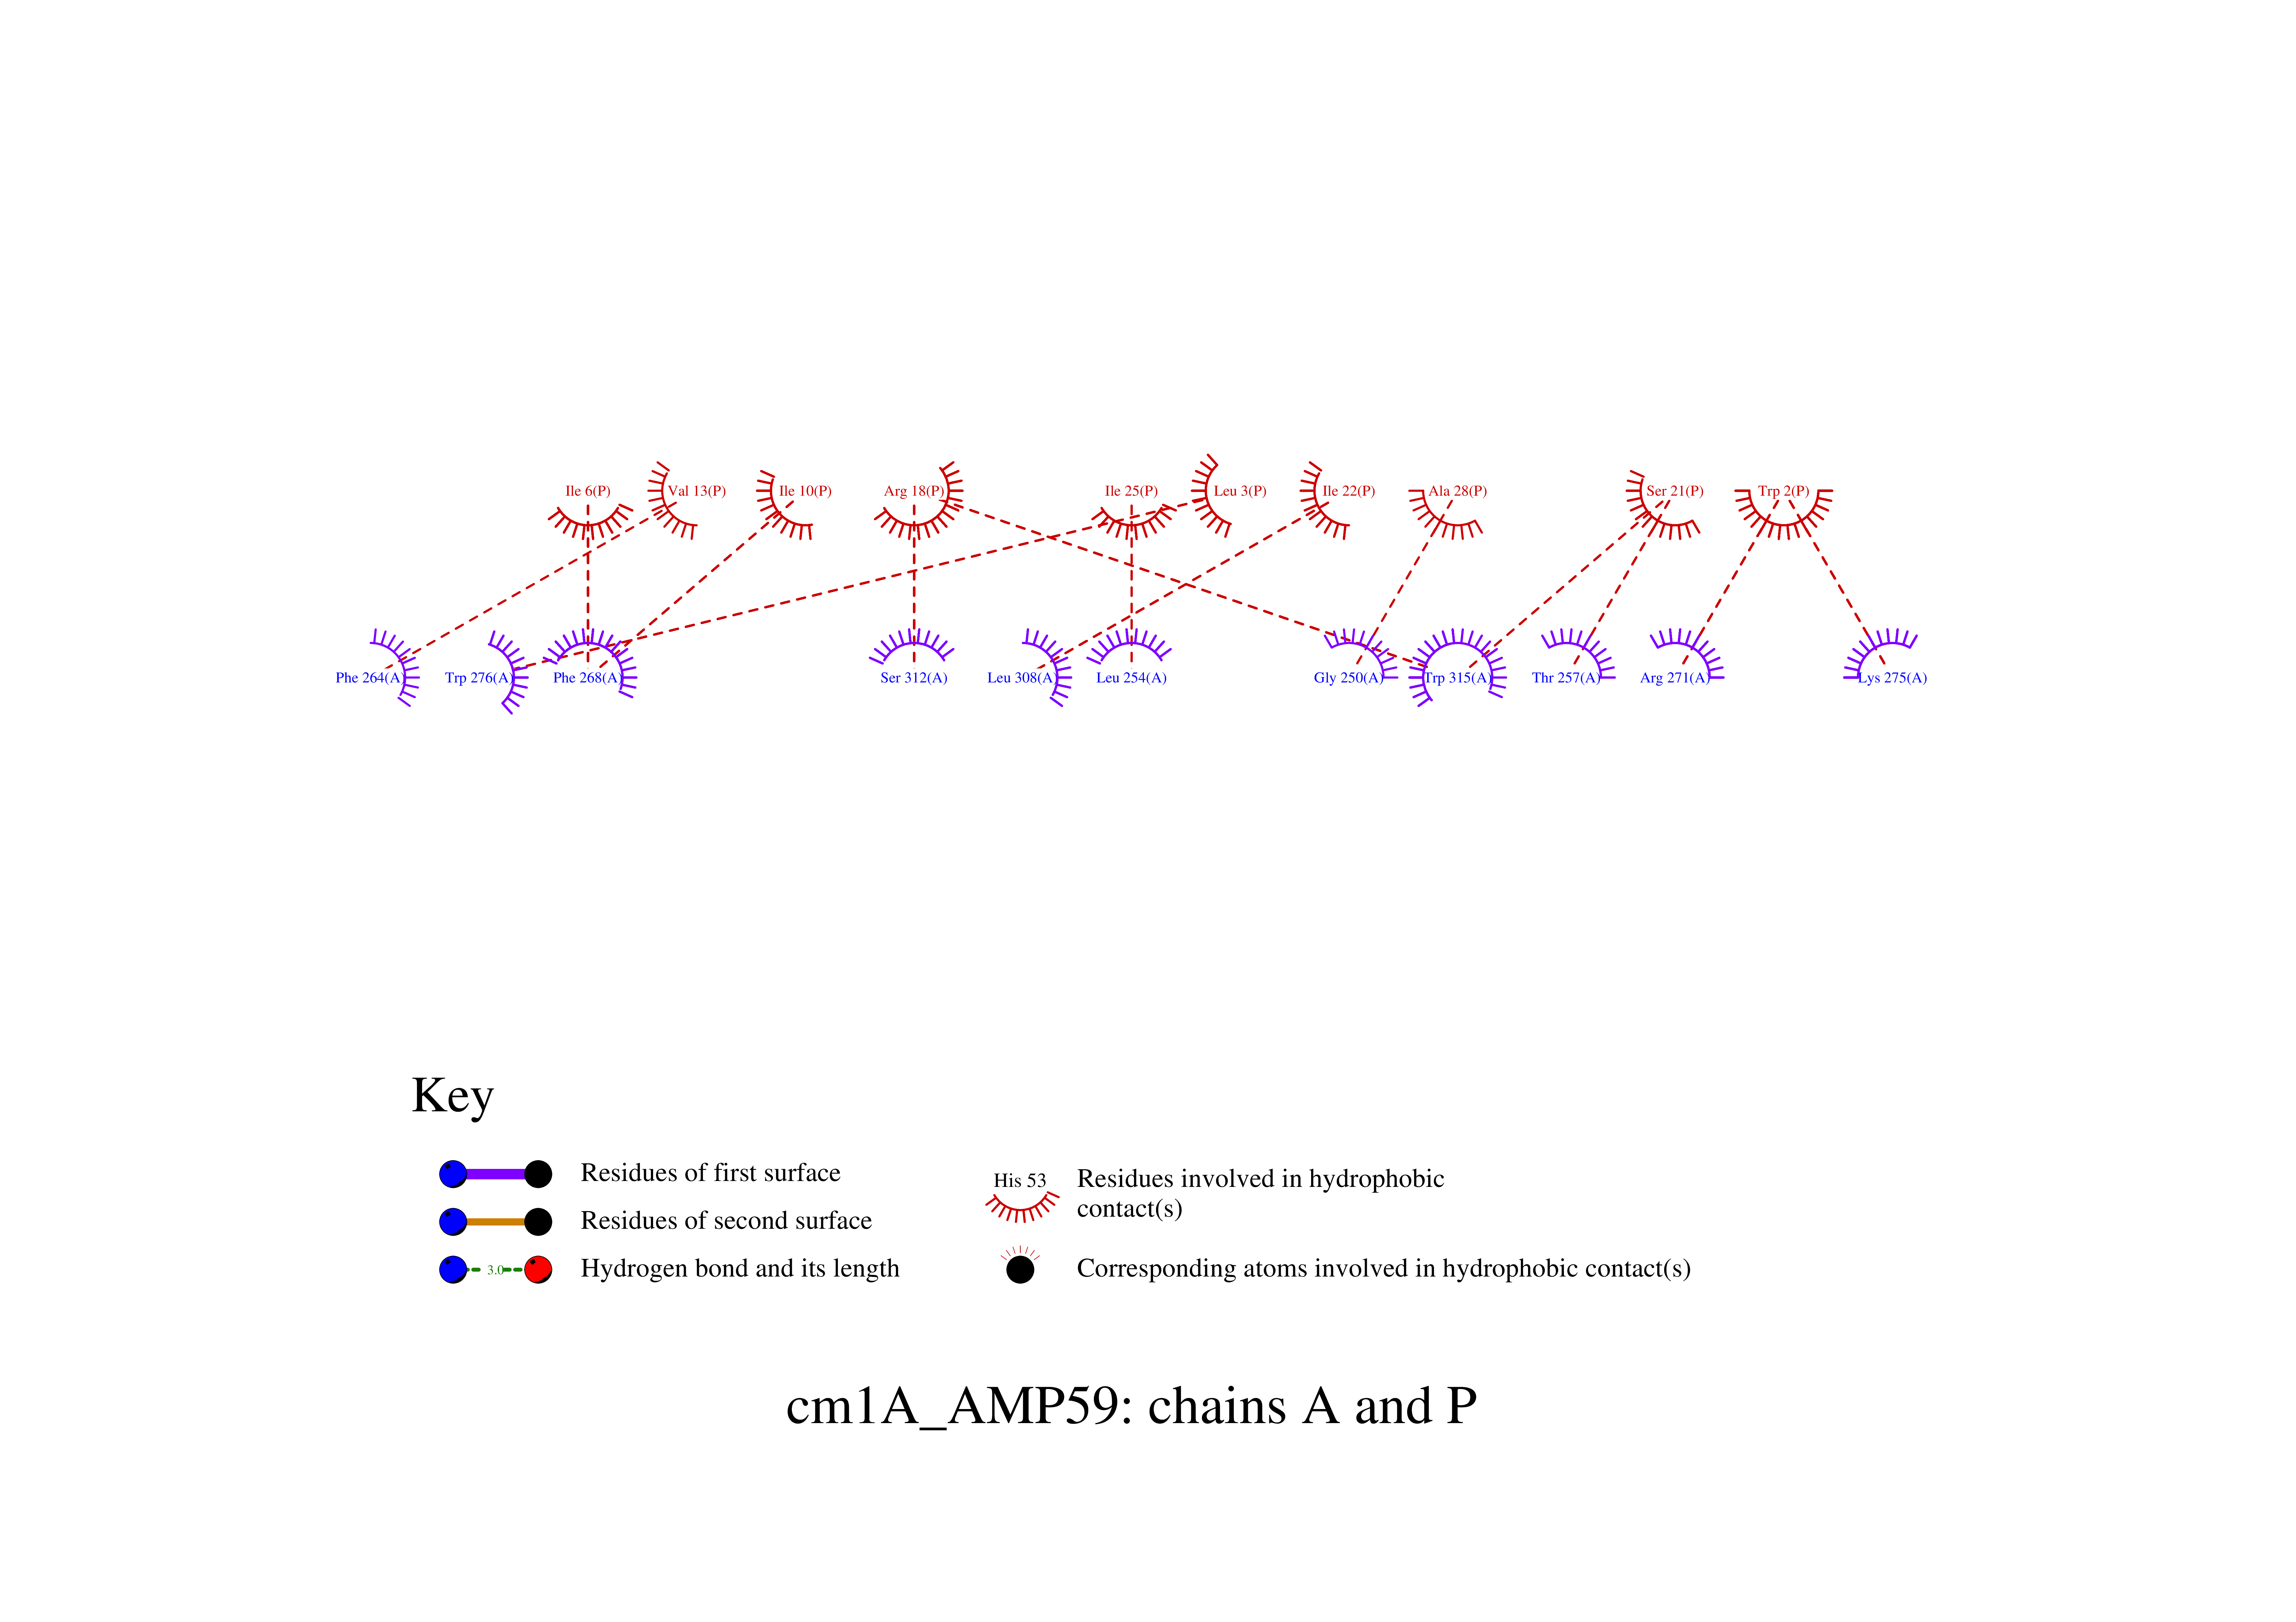 Ile 6(P) Val 13(P) Ile 10(P) Arg 18(P) Ile 25(P) Leu 3(P) Ile 22(P) Ala 28(P) Ser 21(P) Trp 2(P)
Phe 264(A) Trp 276(A) Phe 268(A) Ser 312(A) Leu 308(A) Leu 254(A) Gly 250(A) Trp 315(A) Thr 257(A) Arg 271(A) Lys 275(A)
Key
Residues of first surface
Residues of second surface
3.0 Hydrogen bond and its length
His 53 Residues involved in hydrophobic
contact(s)
Corresponding atoms involved in hydrophobic contact(s)
cm1A_AMP59: chains A and P